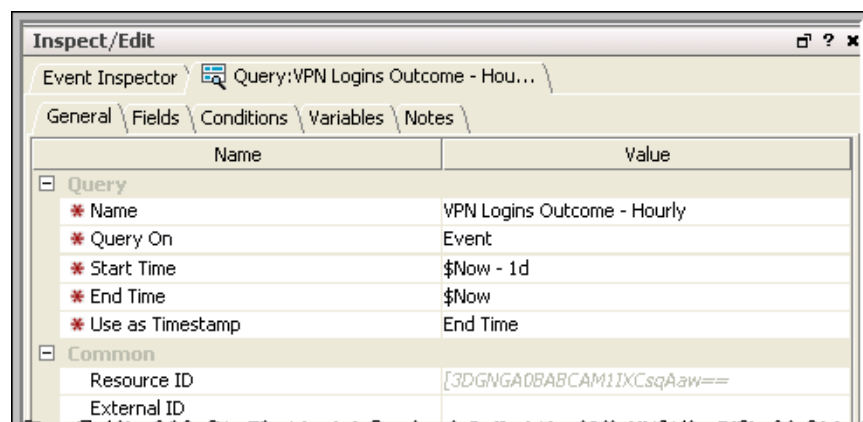 Inspect/Edit
Event Inspector Query:VPN Logins Outcome - Hou...
General Fields Conditions Variables Notes
Name Value
Query
* Name VPN Logins Outcome - Hourly
* Query On Event
* Start Time $Now - 1d
* End Time $Now
* Use as Timestamp End Time
Common
Resource ID [3DGNGA0BABCAM1IXCsqAaw==
External ID